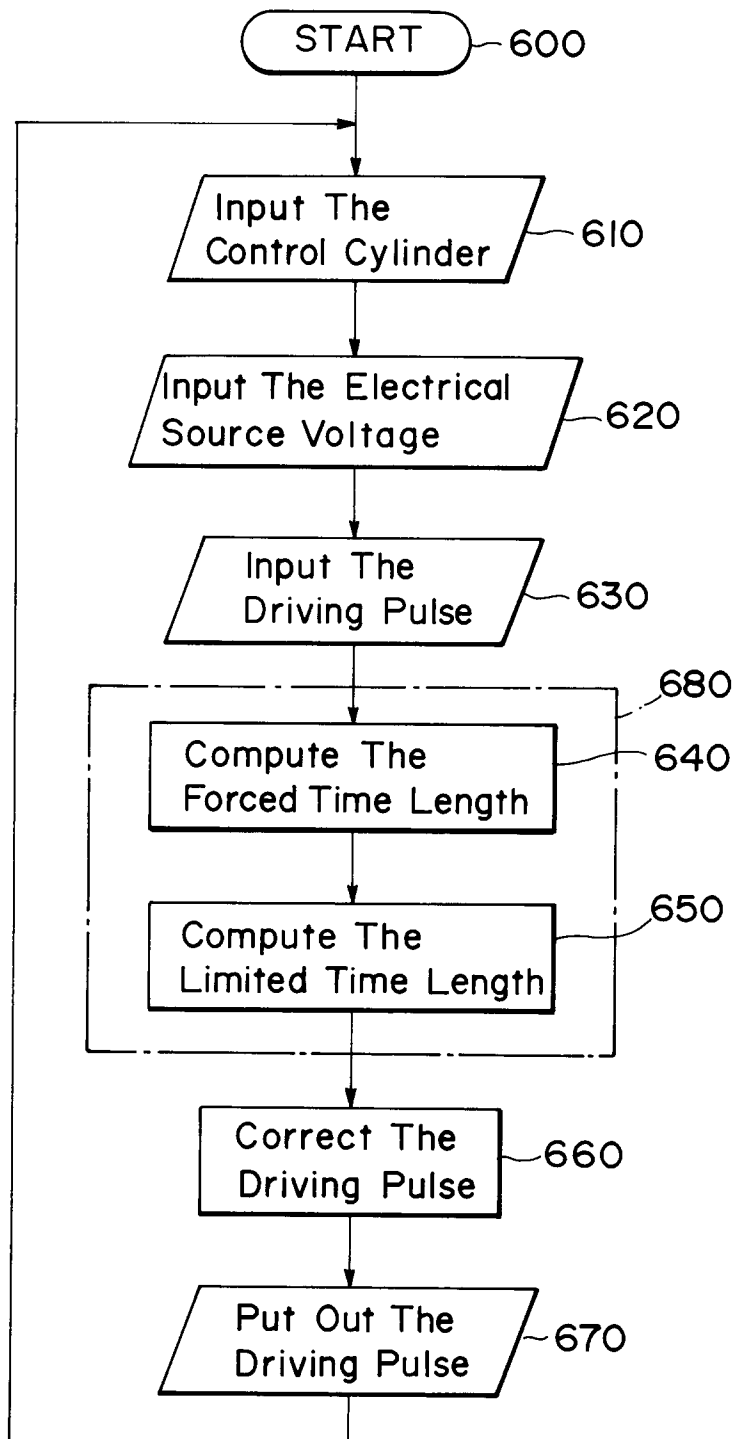 START
600
Input The
Control Cylinder
610
Input The Electrical
Source Voltage
620
Input The
Driving Pulse
630
680
Compute The
Forced Time Length
640
Compute The
Limited Time Length
650
Correct The
Driving Pulse
660
Put Out The
Driving Pulse
670